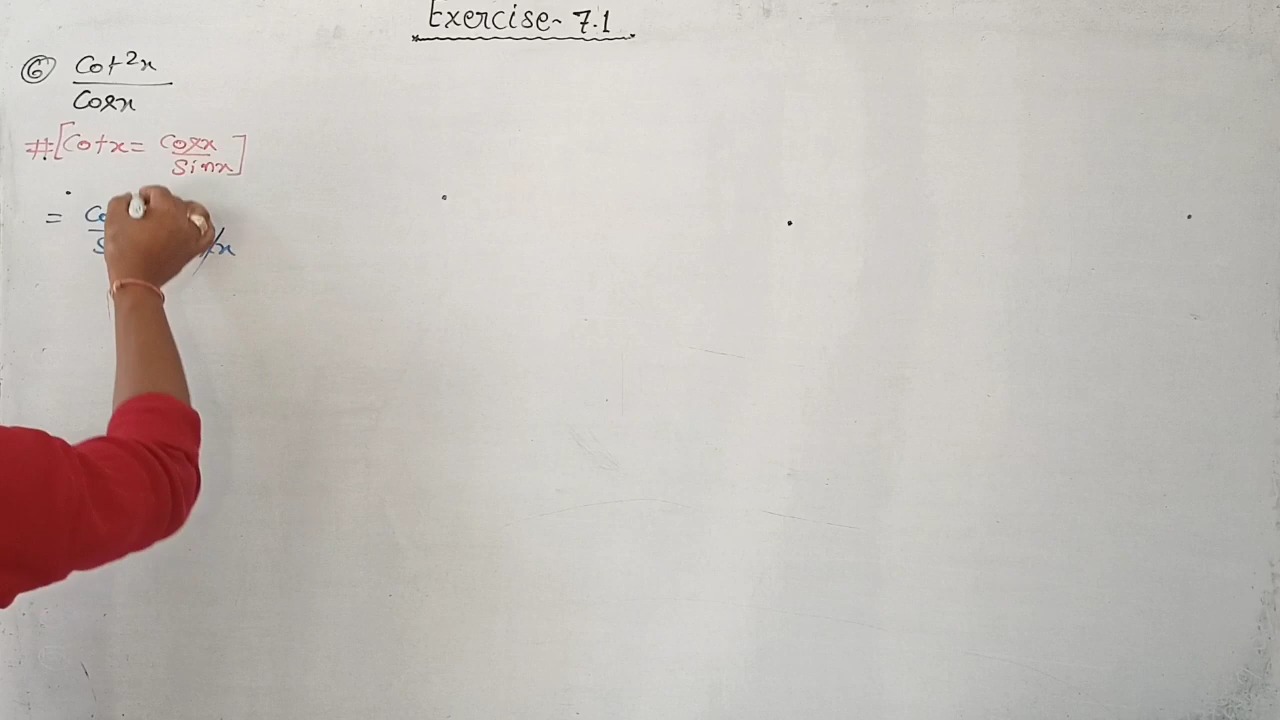 Exercise- 7.1
⑥ Cot²x
Cosx
#[Cotx= Cosx
Sinx]
=